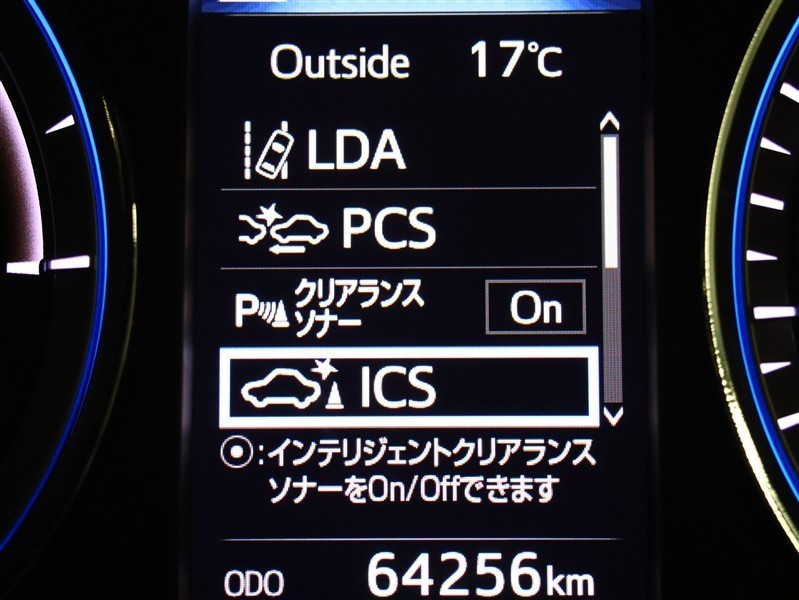 Outside 17℃
LDA
PCS
P クリアランス
ソナー On
ICS
:インテリジェントクリアランス
ソナーをOn/Offできます
ODO 64256km